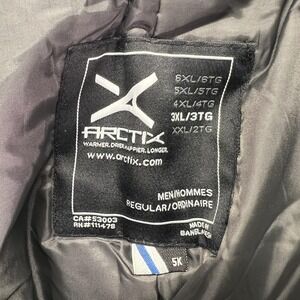 6XL/6TG
5XL/5TG
4XL/4TG
3XL/3TG
XXL/2TG
ARCTIX
WARMER. DRIER. HAPPIER. LONGER.
www.arctix.com
MEN/HOMMES
REGULAR/ORDINAIRE
CA#53003
RN#111478
MADE IN
BANGLADESH
5K